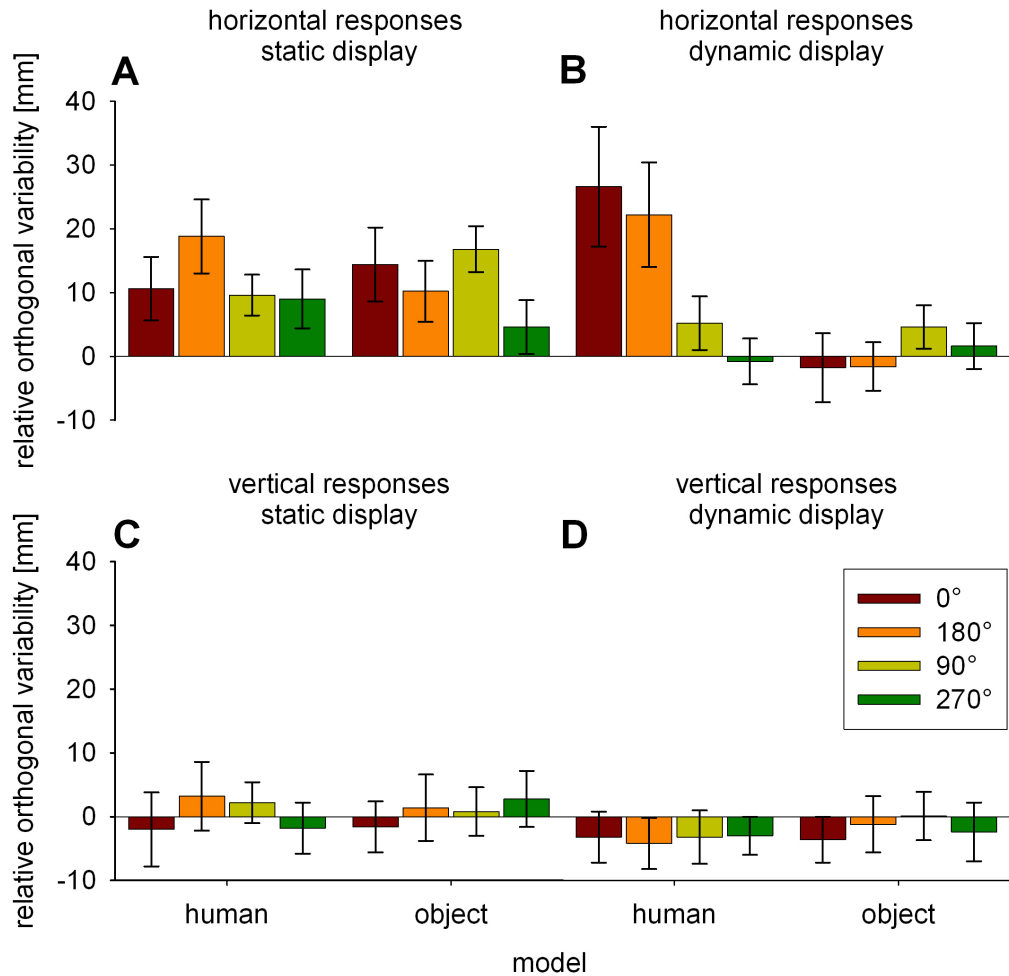 horizontal responses
static display
horizontal responses
dynamic display
A
B
relative orthogonal variability [mm]
40
30
20
10
0
-10
vertical responses
static display
vertical responses
dynamic display
C
D
relative orthogonal variability [mm]
40
30
20
10
0
-10
0°
180°
90°
270°
human
object
human
object
model